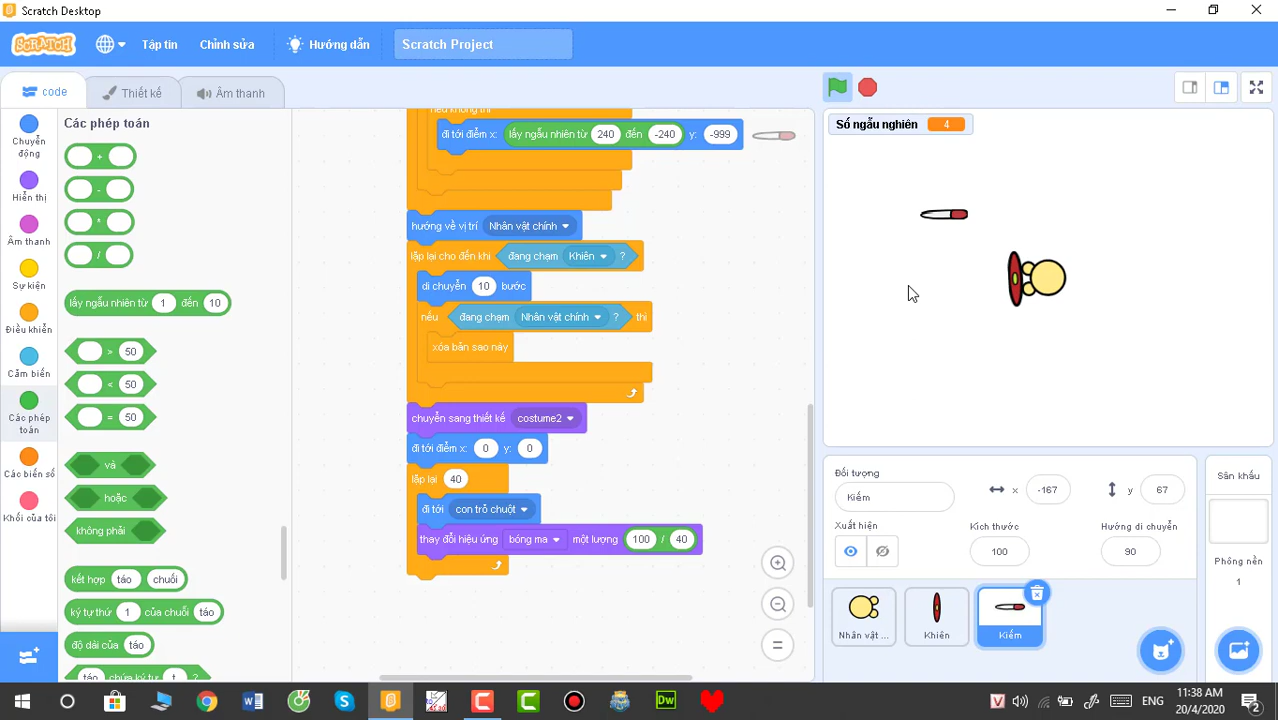 Scratch Desktop
SCRATCH
Tập tin
Chỉnh sửa
Hướng dẫn
Scratch Project
code
Thiết kế
Âm thanh
Chuyển động
Hiển thị
Âm thanh
Sự kiện
Điều khiển
Cảm biến
Các phép toán
Các biến số
Khối của tôi
Các phép toán
+
-
*
/
lấy ngẫu nhiên từ 1 đến 10
> 50
< 50
= 50
và
hoặc
không phải
kết hợp táo chuối
ký tự thứ 1 của chuỗi táo
độ dài của táo
nếu không thì
đi tới điểm x: lấy ngẫu nhiên từ 240 đến -240 y: -999
hướng về vị trí Nhân vật chính
lặp lại cho đến khi đang chạm Khiên ?
di chuyển 10 bước
nếu đang chạm Nhân vật chính ? thì
xóa bản sao này
chuyển sang thiết kế costume2
đi tới điểm x: 0 y: 0
lặp lại 40
đi tới con trỏ chuột
thay đổi hiệu ứng bóng ma một lượng 100 / 40
Số ngẫu nghiên 4
Đối tượng
Kiếm
x -167
y 67
Xuất hiện
Kích thước
100
Hướng di chuyển
90
Nhân vật ...
Khiên
Kiếm
Sân khấu
Phông nền
1
W
Dw
V
ENG
11:38 AM
20/4/2020
2